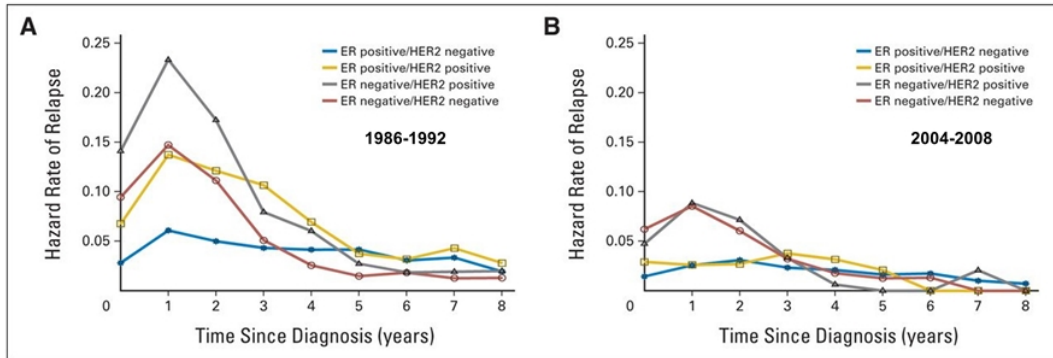 A
Hazard Rate of Relapse
0.25
0.20
0.15
0.10
0.05
0
1
2
3
4
5
6
7
8
Time Since Diagnosis (years)
ER positive/HER2 negative
ER positive/HER2 positive
ER negative/HER2 positive
ER negative/HER2 negative
1986-1992
B
Hazard Rate of Relapse
0.25
0.20
0.15
0.10
0.05
0
1
2
3
4
5
6
7
8
Time Since Diagnosis (years)
ER positive/HER2 negative
ER positive/HER2 positive
ER negative/HER2 positive
ER negative/HER2 negative
2004-2008